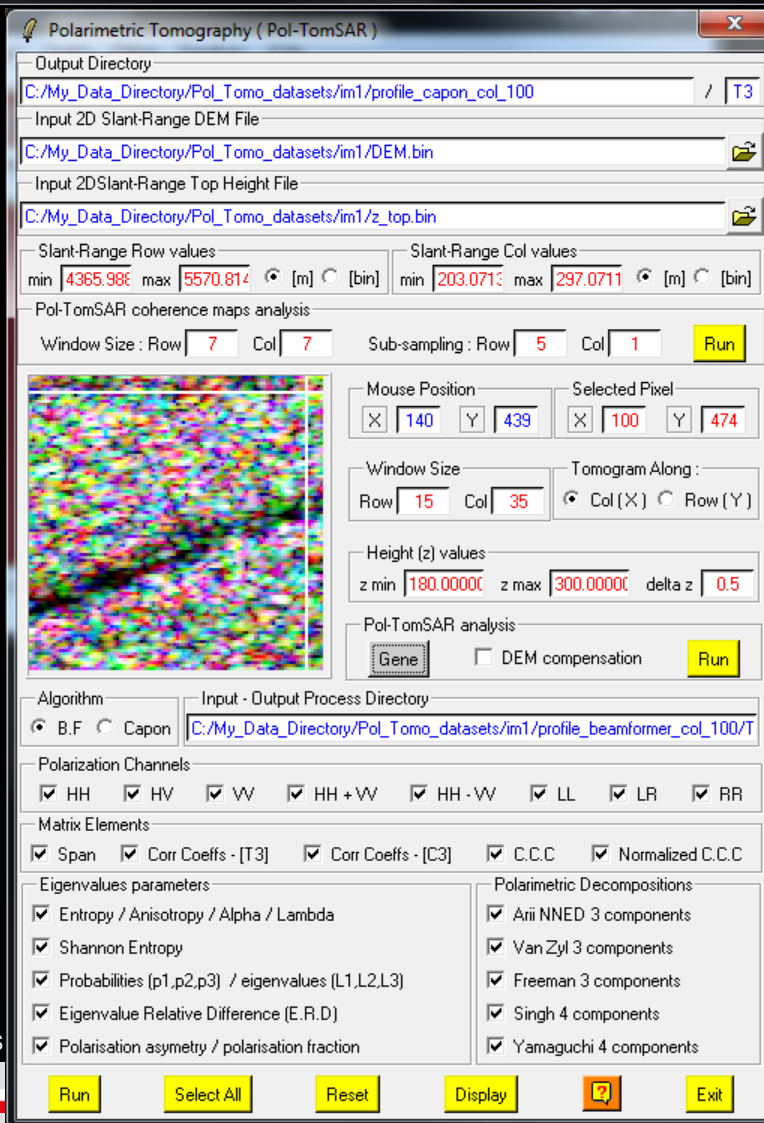 Polarimetric Tomography ( Pol-TomSAR )
Output Directory
C:/My_Data_Directory/Pol_Tomo_datasets/im1/profile_capon_col_100 / T3
Input 2D Slant-Range DEM File
C:/My_Data_Directory/Pol_Tomo_datasets/im1/DEM.bin
Input 2DSlant-Range Top Height File
C:/My_Data_Directory/Pol_Tomo_datasets/im1/z_top.bin
Slant-Range Row values Slant-Range Col values
min 4365.988 max 5570.814 [m] [bin] min 203.0713 max 297.0711 [m] [bin]
Pol-TomSAR coherence maps analysis
Window Size : Row 7 Col 7 Sub-sampling : Row 5 Col 1 Run
Mouse Position Selected Pixel
X 140 Y 439 X 100 Y 474
Window Size Tomogram Along :
Row 15 Col 35 Col ( X ) Row ( Y )
Height (z) values
z min 180.00000 z max 300.00000 delta z 0.5
Pol-TomSAR analysis
Gene DEM compensation Run
Algorithm Input - Output Process Directory
B.F Capon C:/My_Data_Directory/Pol_Tomo_datasets/im1/profile_beamformer_col_100/T
Polarization Channels
HH HV VV HH + VV HH - VV LL LR RR
Matrix Elements
Span Corr Coeffs - [T3] Corr Coeffs - [C3] C.C.C Normalized C.C.C
Eigenvalues parameters Polarimetric Decompositions
Entropy / Anisotropy / Alpha / Lambda Arii NNED 3 components
Shannon Entropy Van Zyl 3 components
Probabilities (p1,p2,p3) / eigenvalues (L1,L2,L3) Freeman 3 components
Eigenvalue Relative Difference (E.R.D) Singh 4 components
Polarisation asymetry / polarisation fraction Yamaguchi 4 components
Run Select All Reset Display ? Exit